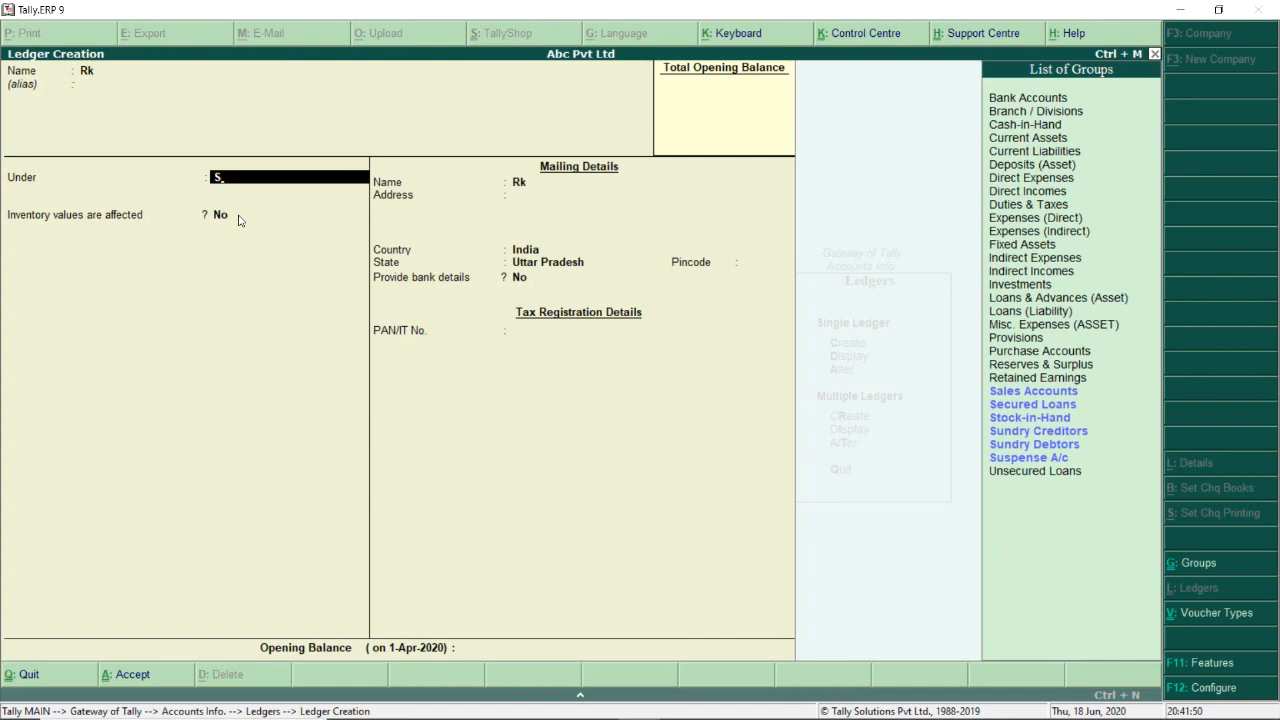 Tally.ERP 9
P: Print E: Export M: E-Mail O: Upload S: TallyShop G: Language K: Keyboard K: Control Centre H: Support Centre H: Help
Ledger Creation Abc Pvt Ltd Ctrl + M
Name : Rk
(alias) :
Total Opening Balance
Under : S
Inventory values are affected ? No
Mailing Details
Name : Rk
Address :
Country : India
State : Uttar Pradesh Pincode :
Provide bank details ? No
Tax Registration Details
PAN/IT No. :
Opening Balance ( on 1-Apr-2020) :
Gateway of Tally ....
Accounts Info. ...
Ledgers
Single Ledger
Create
Display
Alter
Multiple Ledgers
CReate
DIsplay
AlTer
Quit
List of Groups
Bank Accounts
Branch / Divisions
Cash-in-Hand
Current Assets
Current Liabilities
Deposits (Asset)
Direct Expenses
Direct Incomes
Duties & Taxes
Expenses (Direct)
Expenses (Indirect)
Fixed Assets
Indirect Expenses
Indirect Incomes
Investments
Loans & Advances (Asset)
Loans (Liability)
Misc. Expenses (ASSET)
Provisions
Purchase Accounts
Reserves & Surplus
Retained Earnings
Sales Accounts
Secured Loans
Stock-in-Hand
Sundry Creditors
Sundry Debtors
Suspense A/c
Unsecured Loans
F3: Company
F3: New Company
L: Details
B: Set Chq Books
S: Set Chq Printing
G: Groups
L: Ledgers
V: Voucher Types
F11: Features
F12: Configure
Q: Quit A: Accept D: Delete
Ctrl + N
Tally MAIN --> Gateway of Tally --> Accounts Info. --> Ledgers --> Ledger Creation © Tally Solutions Pvt Ltd., 1988-2019 Thu, 18 Jun, 2020 20:41:50